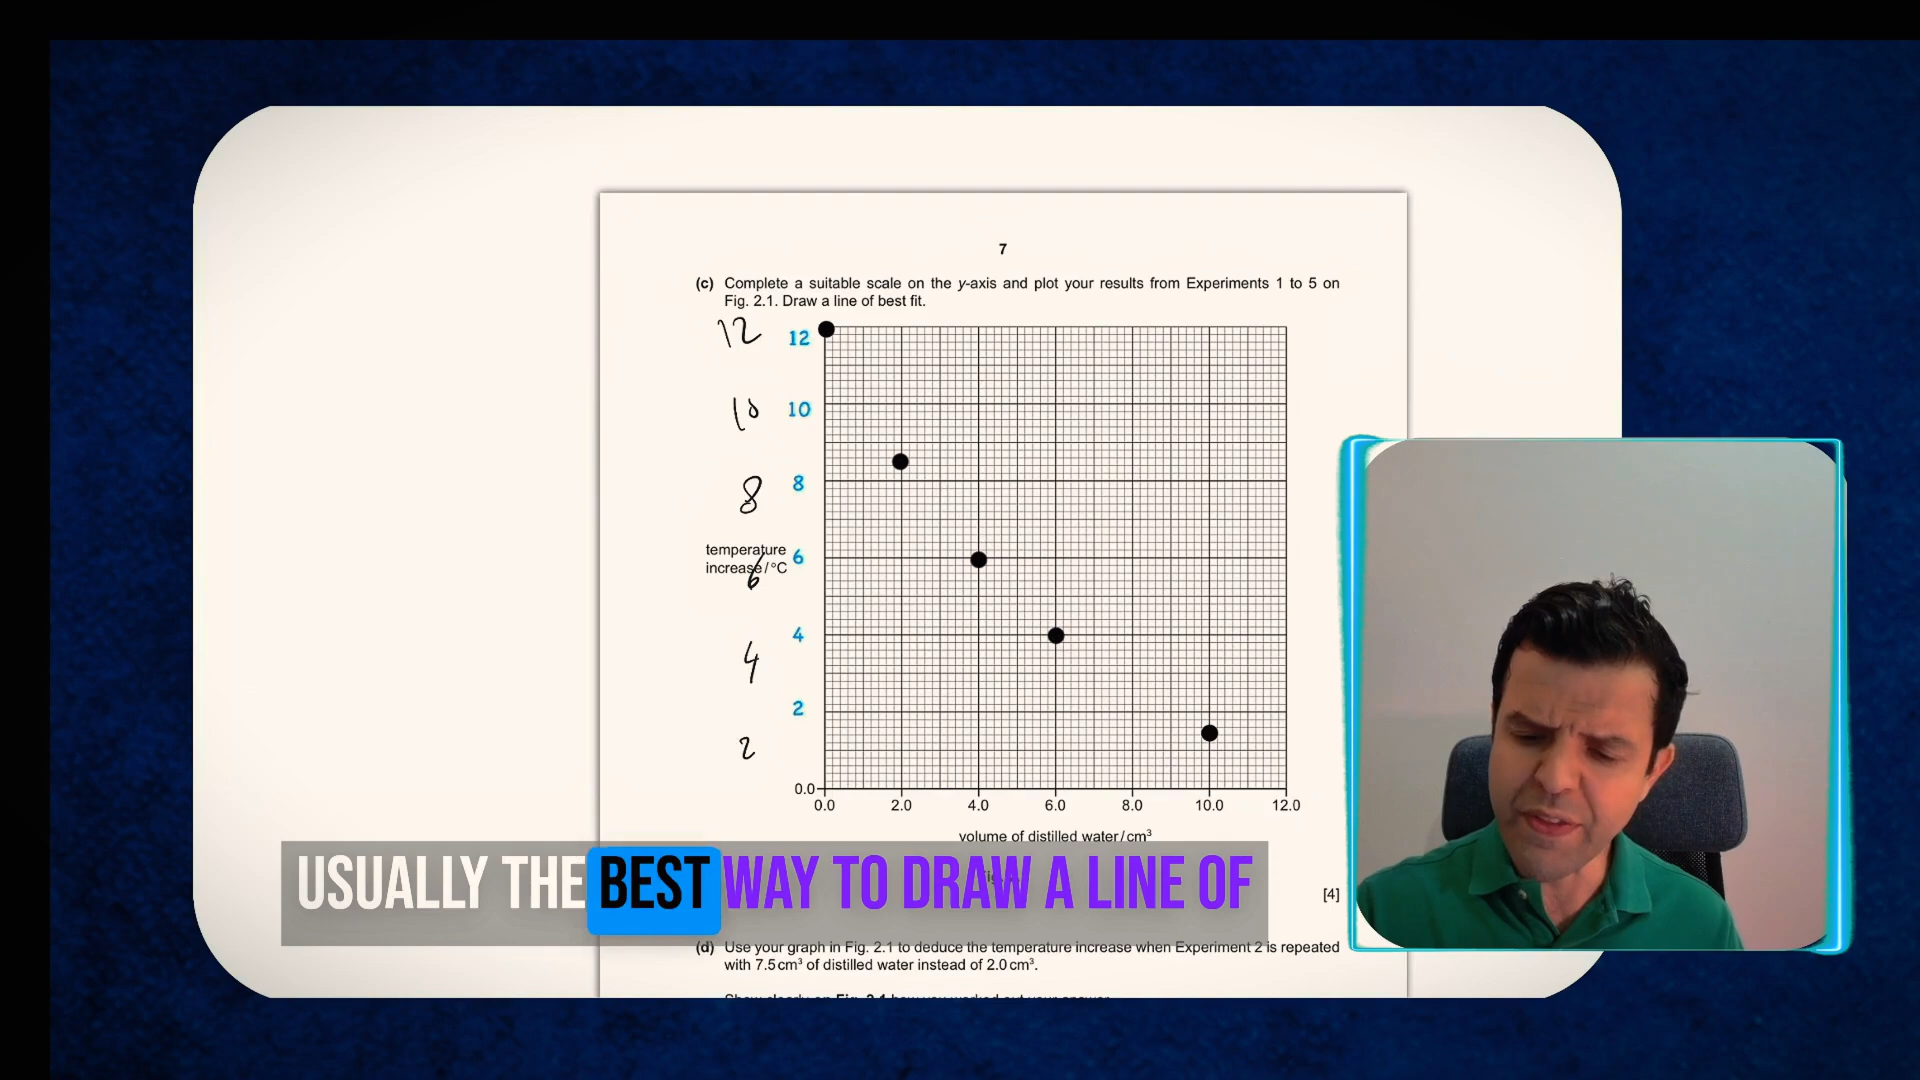 7
(c) Complete a suitable scale on the y-axis and plot your results from Experiments 1 to 5 on
Fig. 2.1. Draw a line of best fit.
12 12
10 10
8 8
temperature
increase/°C
6 6
4 4
2 2
0.0
0.0 2.0 4.0 6.0 8.0 10.0 12.0
volume of distilled water/cm³
USUALLY THE BEST WAY TO DRAW A LINE OF
[4]
(d) Use your graph in Fig. 2.1 to deduce the temperature increase when Experiment 2 is repeated
with 7.5 cm³ of distilled water instead of 2.0 cm³.